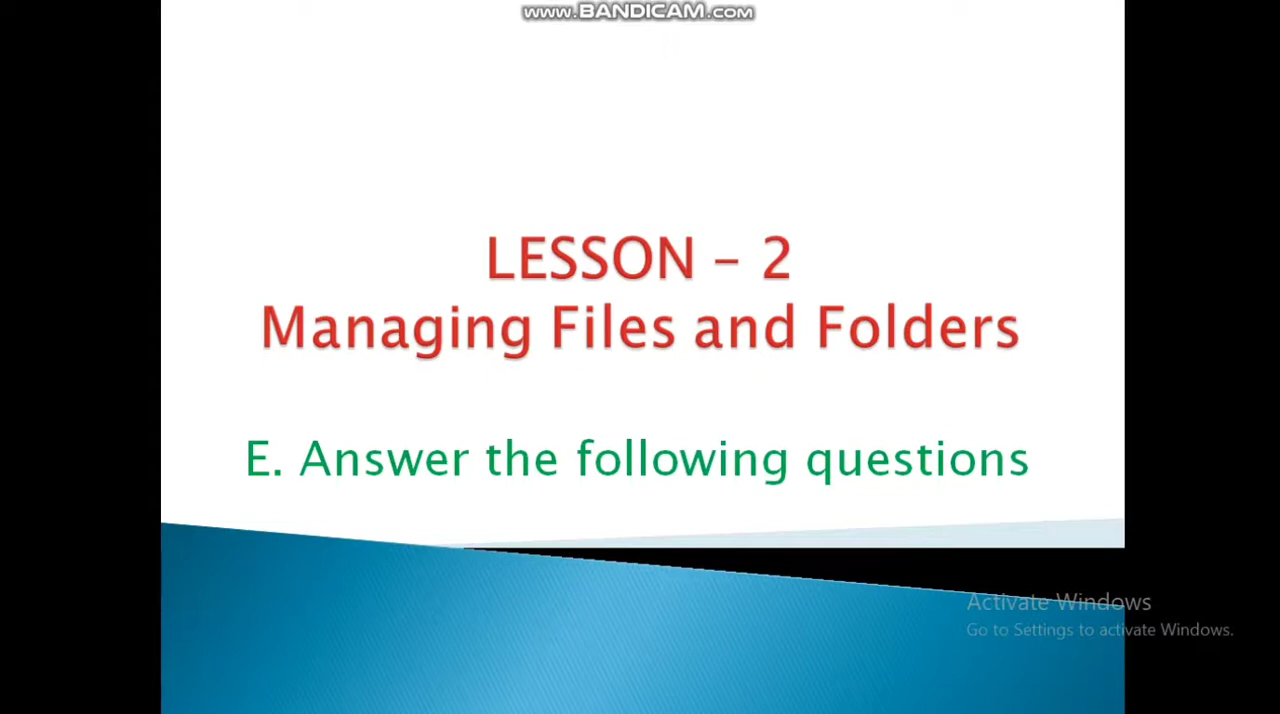 www.BANDICAM.com
LESSON – 2
Managing Files and Folders
E. Answer the following questions
Activate Windows
Go to Settings to activate Windows.